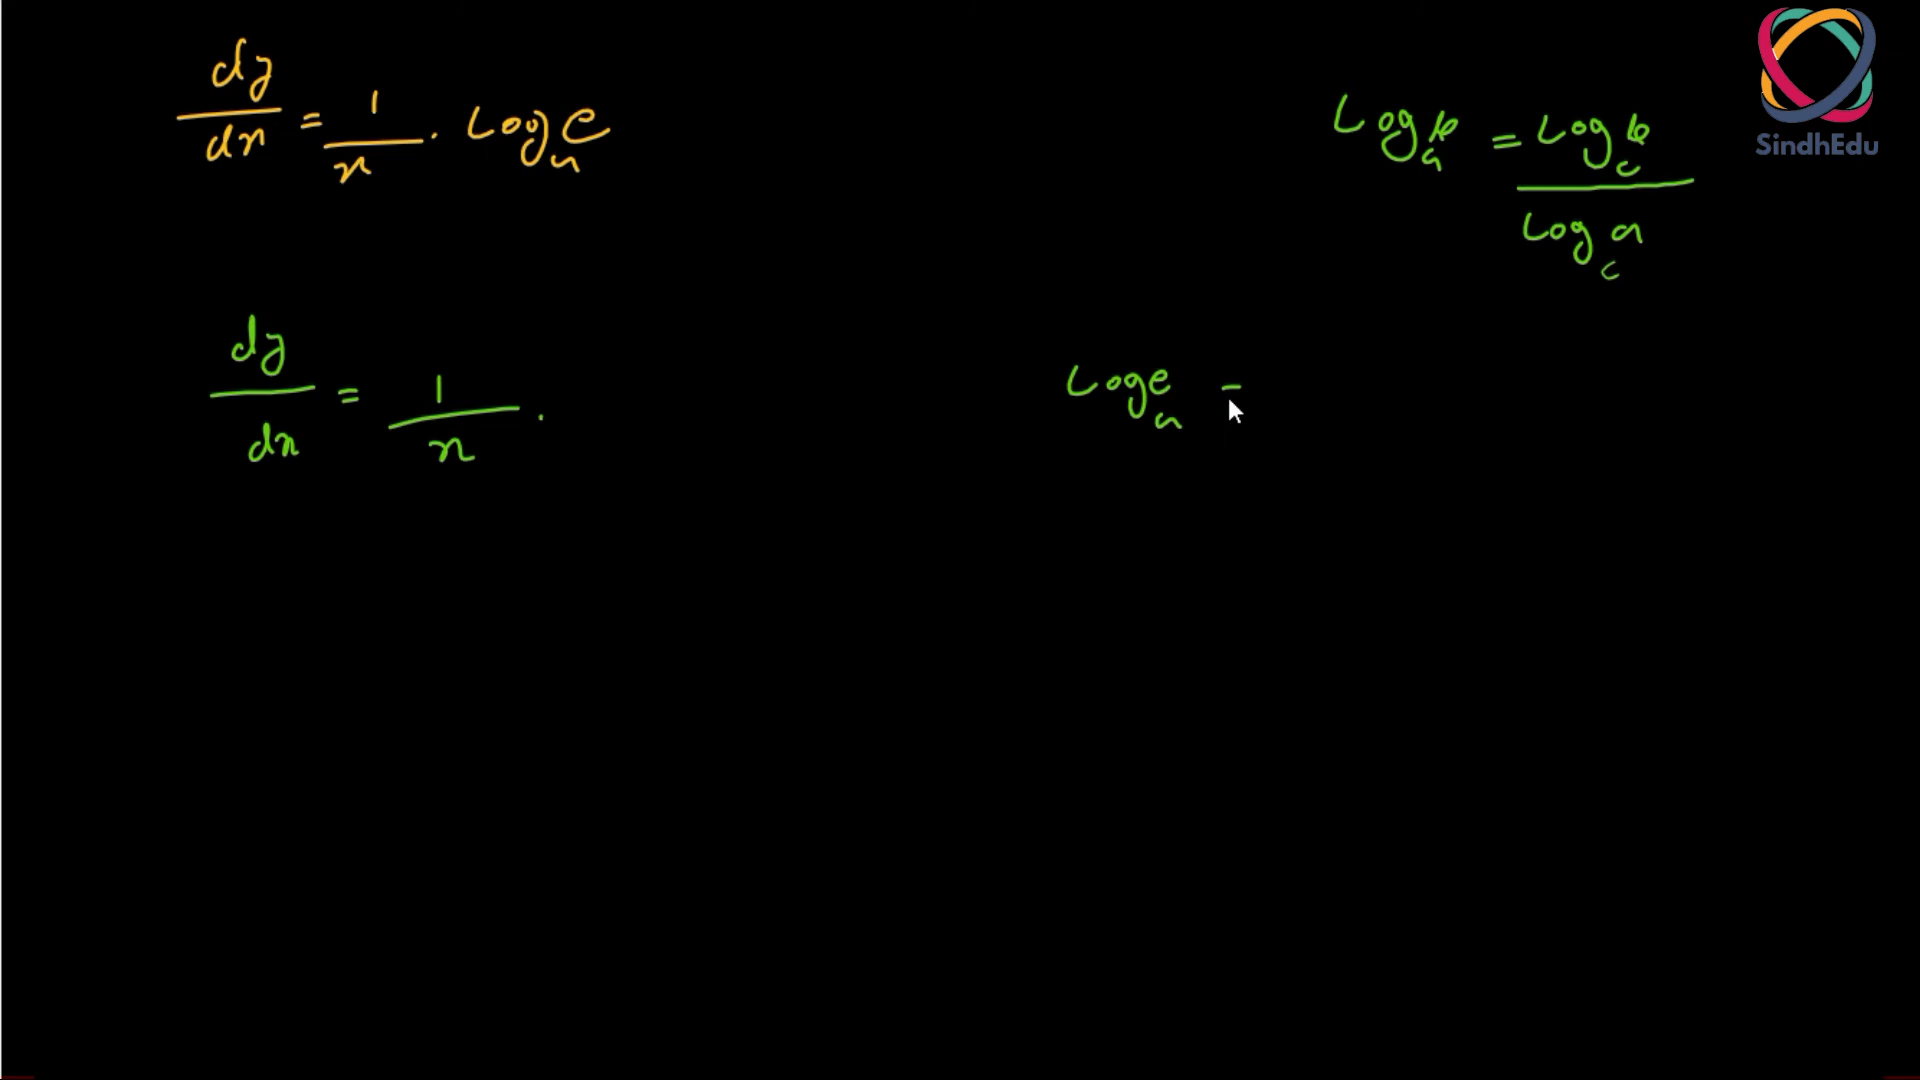 dy/dx = 1/x . Log_a e
Log_a b = Log_c b / Log_c a
SindhEdu
dy/dx = 1/x .
Log_a e =